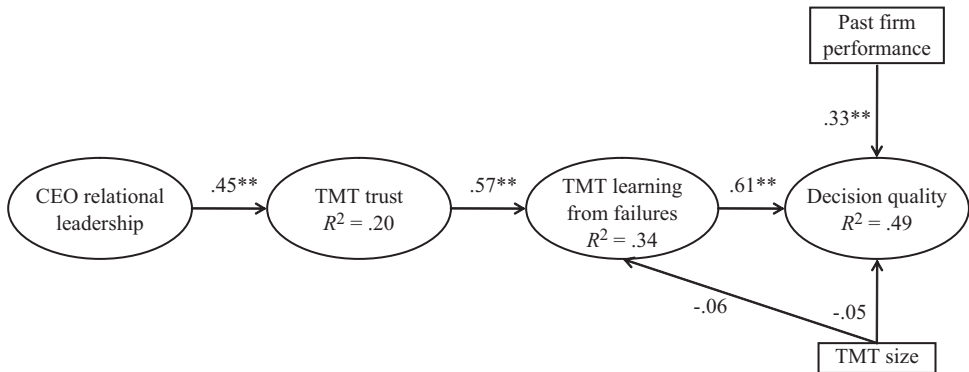 Past firm
performance
.33**
CEO relational
leadership
.45**
TMT trust
R² = .20
.57**
TMT learning
from failures
R² = .34
.61**
Decision quality
R² = .49
-.06
-.05
TMT size